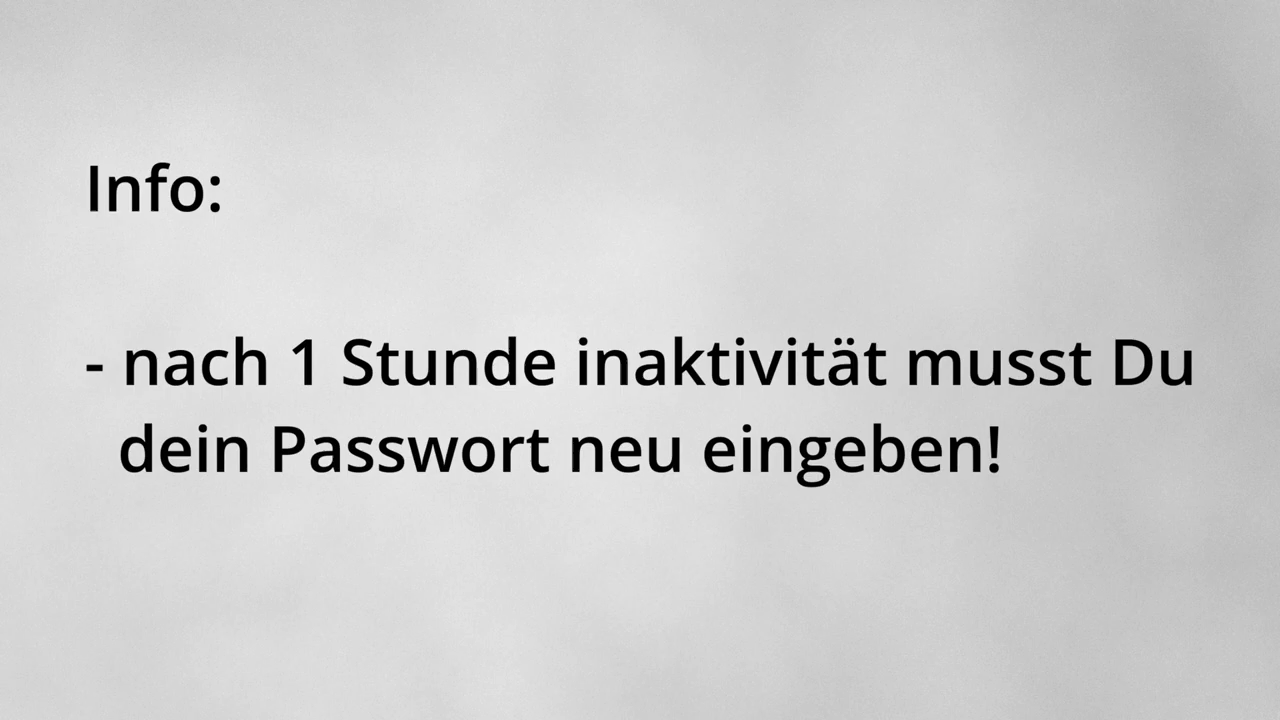 Info:
- nach 1 Stunde inaktivität musst Du
dein Passwort neu eingeben!